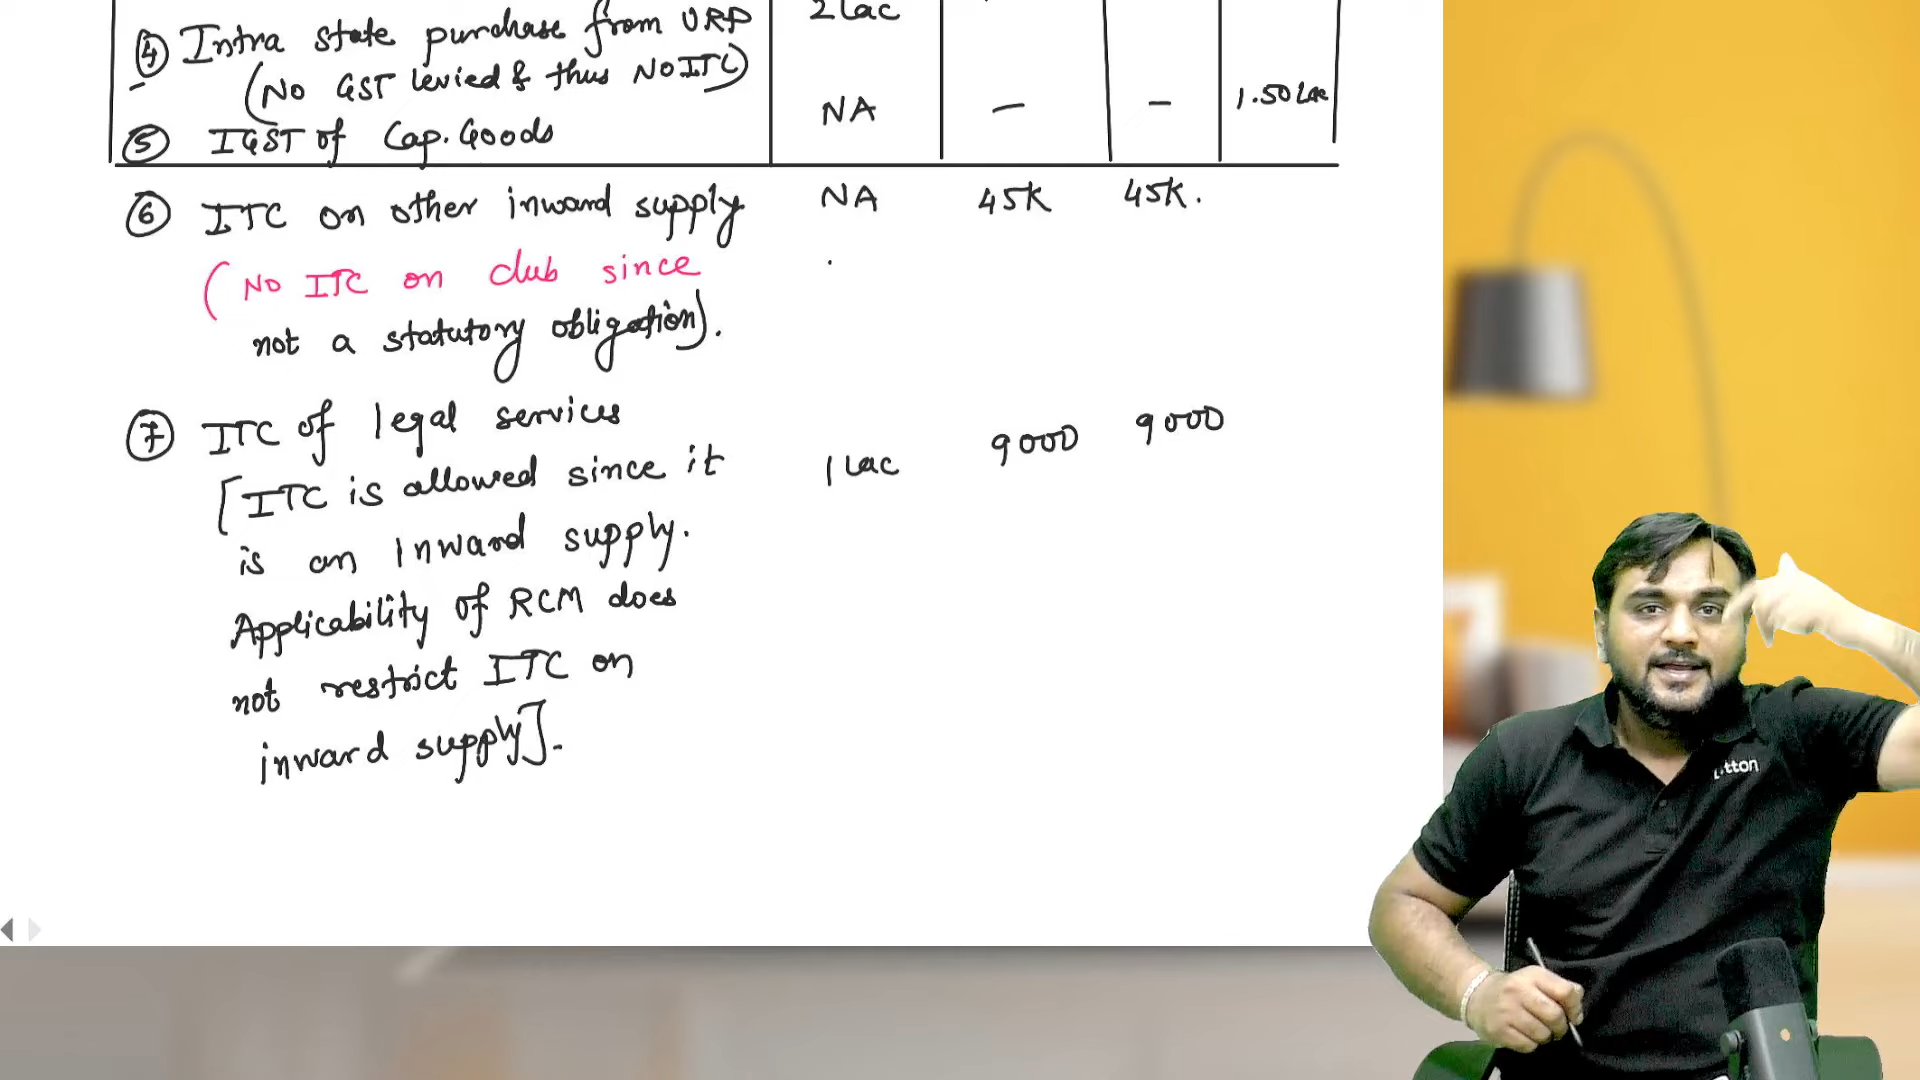 2 Lac
④ Intra state purchase from URP
(No GST levied & thus NO ITC)
NA — — 1.50 Lac
⑤ IGST of Cap. Goods
⑥ ITC on other inward supply NA 45K 45K.
(No ITC on club since
not a statutory obligation).
⑦ ITC of legal services 9000 9000
[ITC is allowed since it 1 Lac
is an Inward supply.
Applicability of RCM does
not restrict ITC on
inward supply].
tton